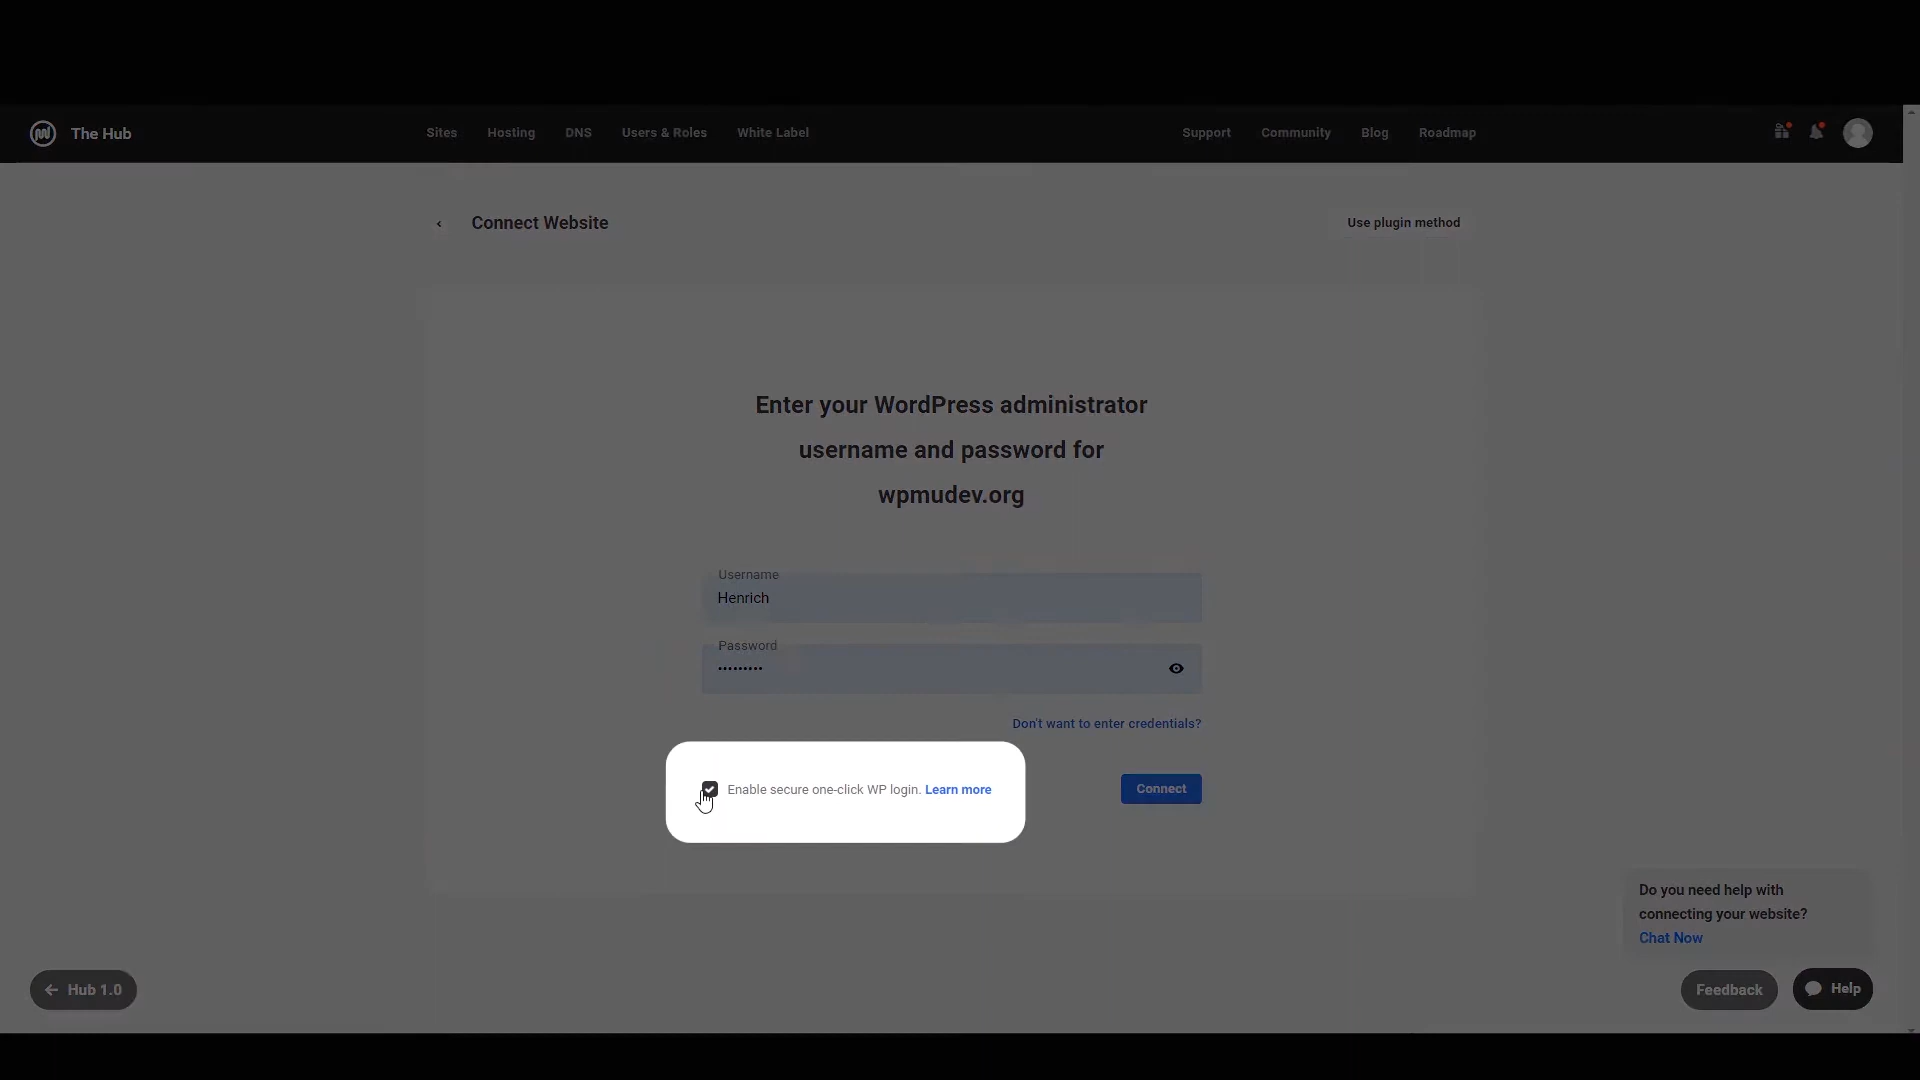 The Hub
Sites
Hosting
DNS
Users & Roles
White Label
Support
Community
Blog
Roadmap
Connect Website
Use plugin method
Enter your WordPress administrator
username and password for
wpmudev.org
Username
Henrich
Password
•••••••••
Don't want to enter credentials?
Enable secure one-click WP login. Learn more
Connect
Do you need help with
connecting your website?
Chat Now
Hub 1.0
Feedback
Help